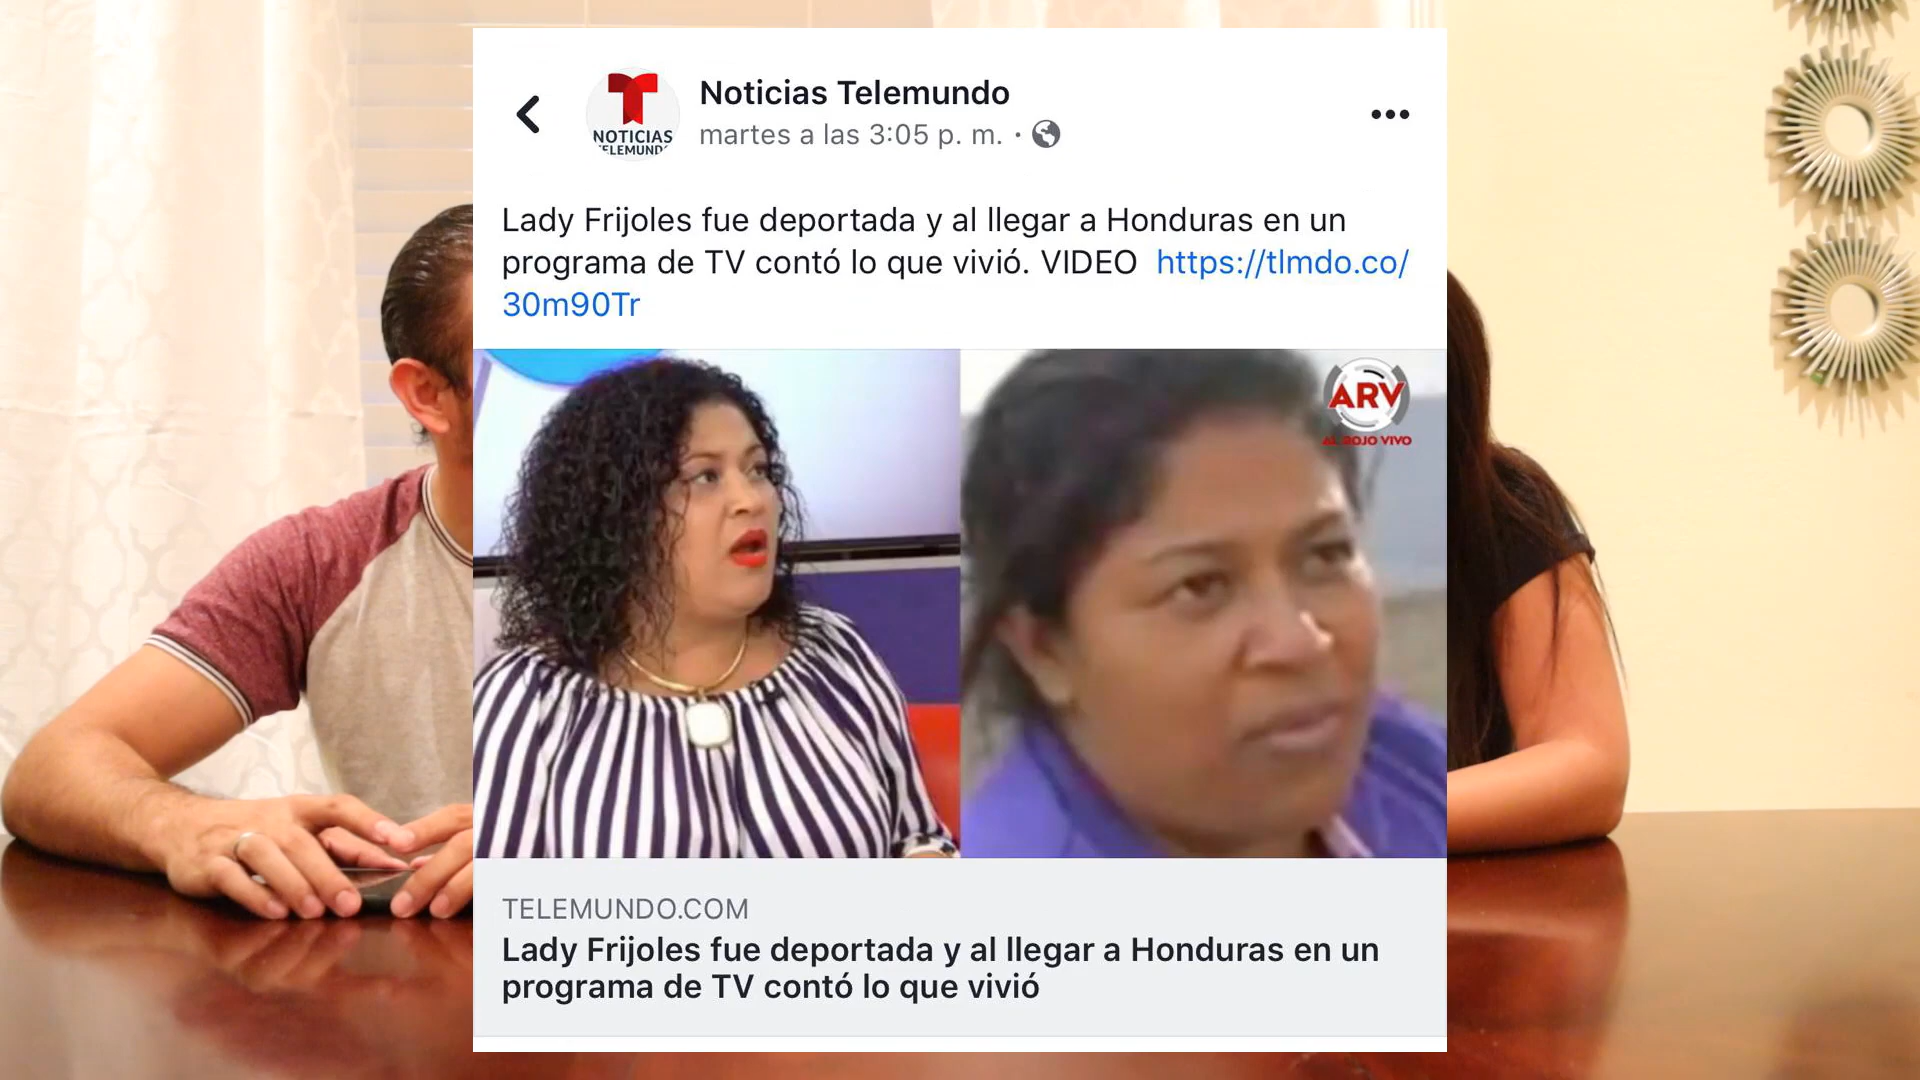 Noticias Telemundo
martes a las 3:05 p. m. ·
NOTICIAS
TELEMUNDO
Lady Frijoles fue deportada y al llegar a Honduras en un
programa de TV contó lo que vivió. VIDEO https://tlmdo.co/
30m90Tr
ARV
AL ROJO VIVO
TELEMUNDO.COM
Lady Frijoles fue deportada y al llegar a Honduras en un
programa de TV contó lo que vivió